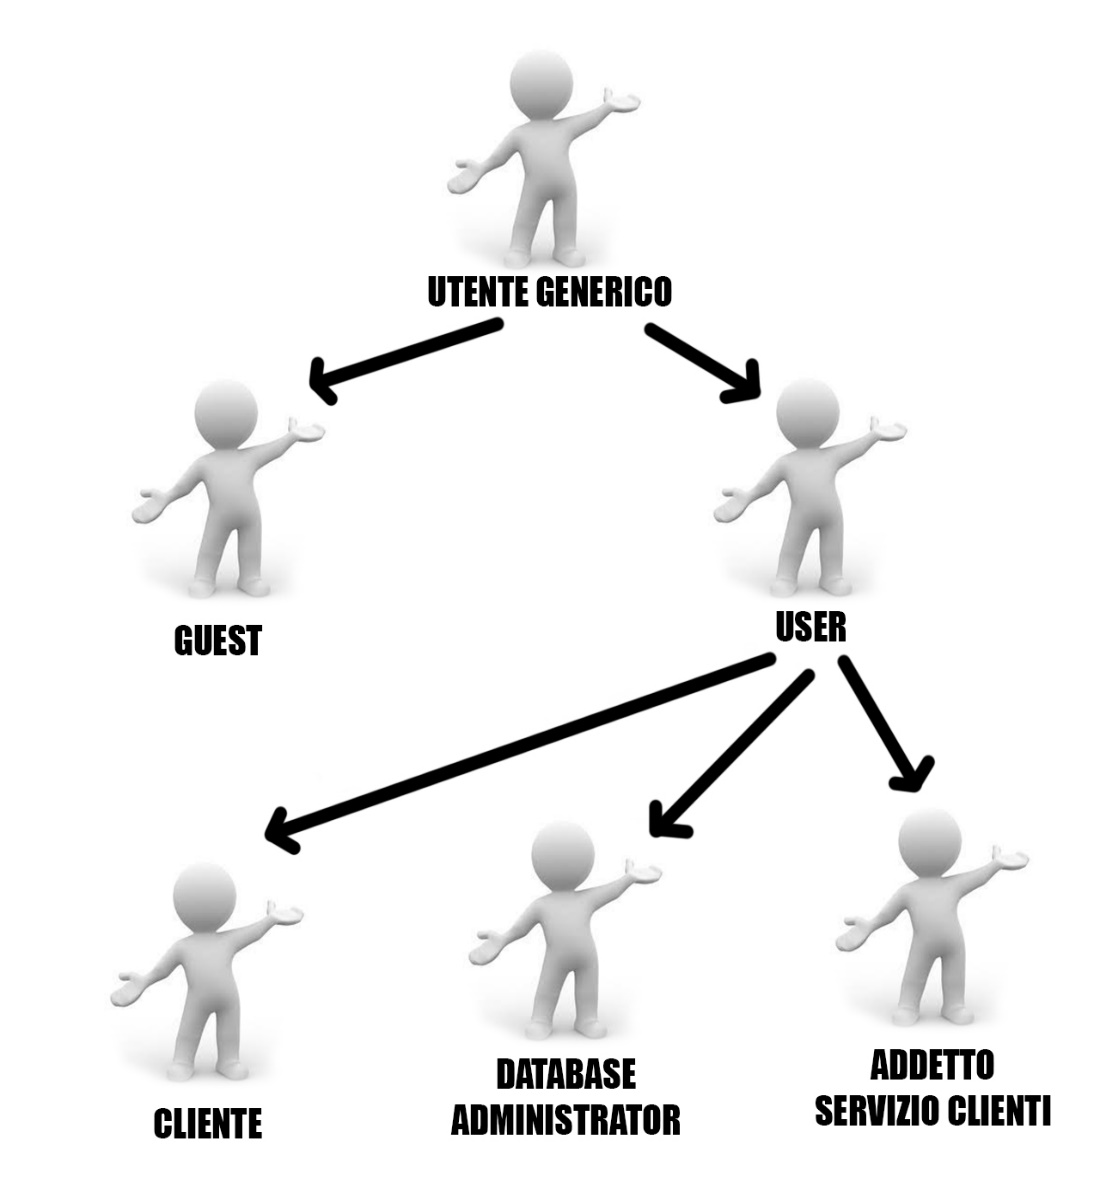 UTENTE GENERICO
GUEST
USER
CLIENTE
DATABASE
ADMINISTRATOR
ADDETTO
SERVIZIO CLIENTI